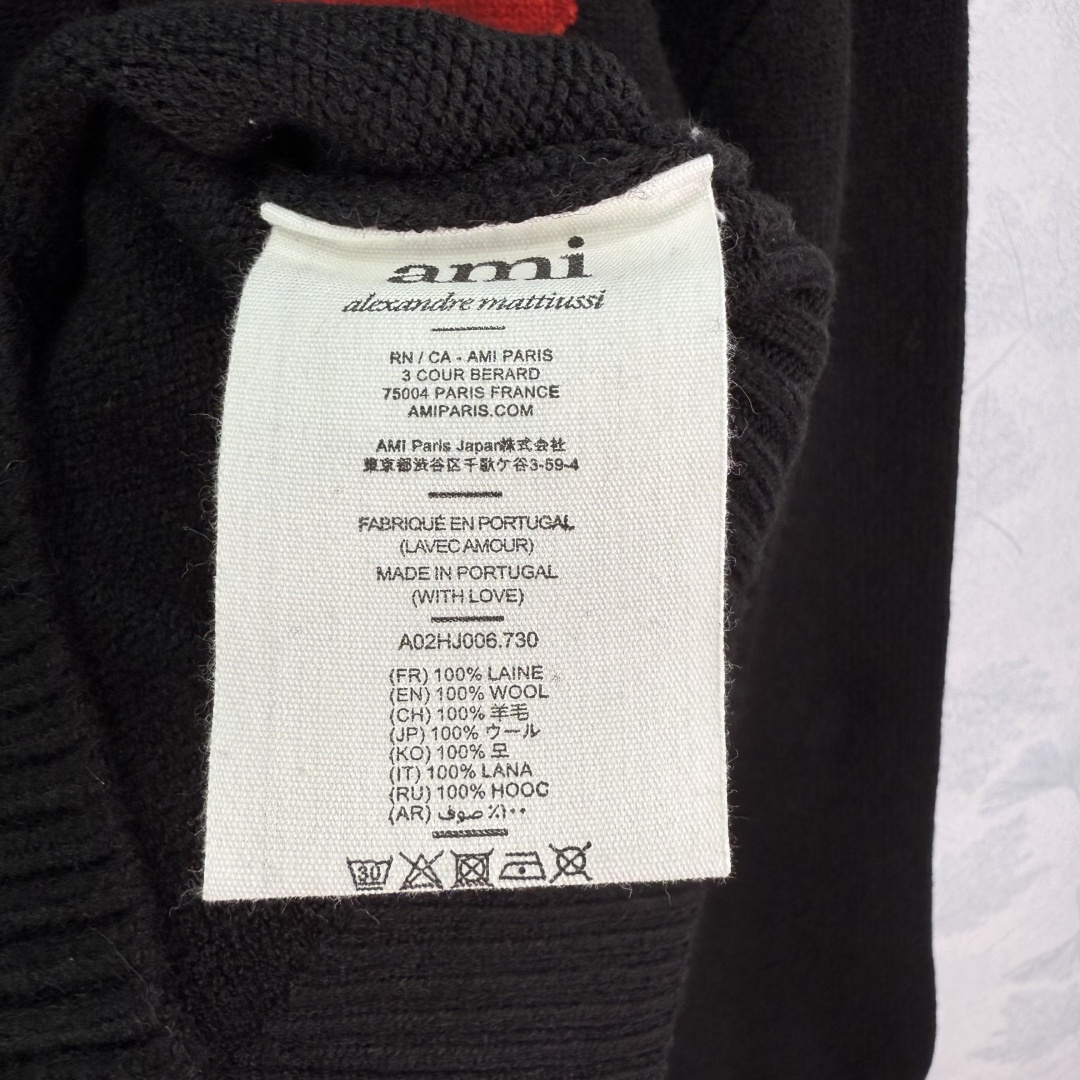 ami
alexandre mattiussi
RN / CA - AMI PARIS
3 COUR BERARD
75004 PARIS FRANCE
AMIPARIS.COM
AMI Paris Japan株式会社
東京都渋谷区千駄ケ谷3-59-4
FABRIQUÉ EN PORTUGAL
(LAVEC AMOUR)
MADE IN PORTUGAL
(WITH LOVE)
A02HJ006.730
(FR) 100% LAINE
(EN) 100% WOOL
(CH) 100% 羊毛
(JP) 100% ウール
(KO) 100% 모
(IT) 100% LANA
(RU) 100% HOOC
(AR) صوف ٪١٠٠
30